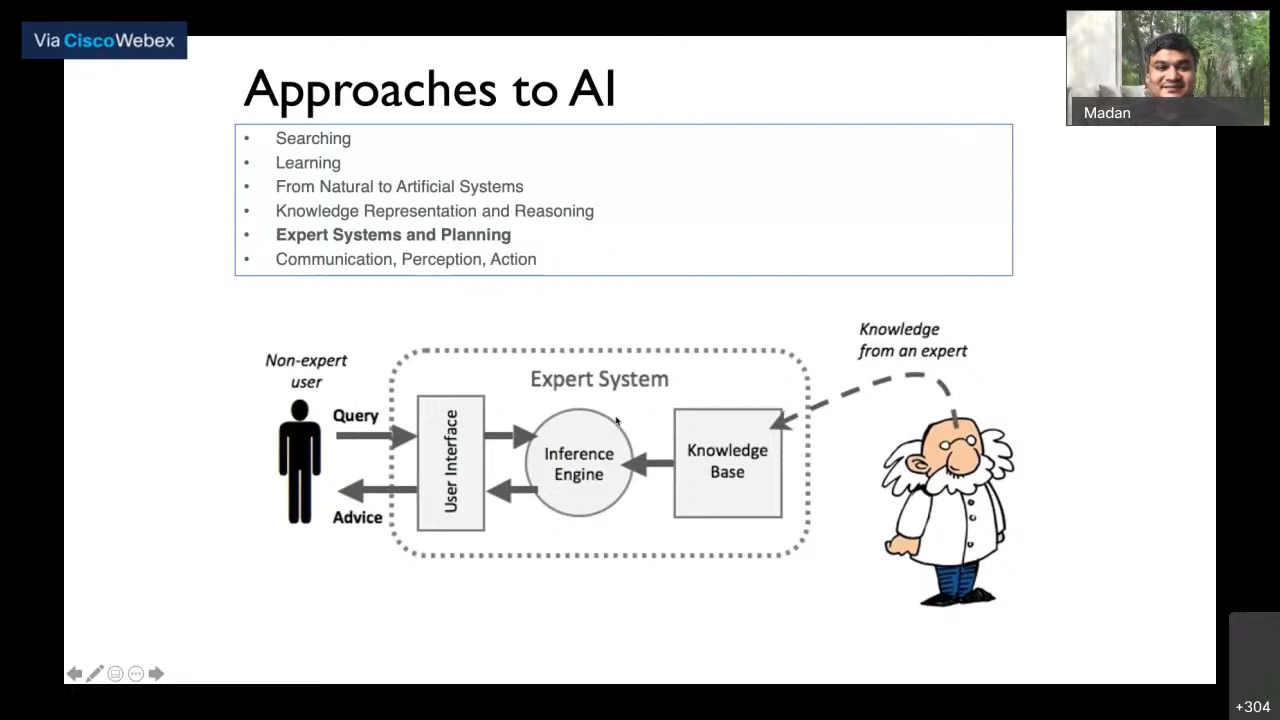 Via CiscoWebex
Madan
Approaches to AI
• Searching
• Learning
• From Natural to Artificial Systems
• Knowledge Representation and Reasoning
• Expert Systems and Planning
• Communication, Perception, Action
Knowledge
from an expert
Non-expert
user
Expert System
Query
User Interface
Inference
Engine
Knowledge
Base
Advice
+304